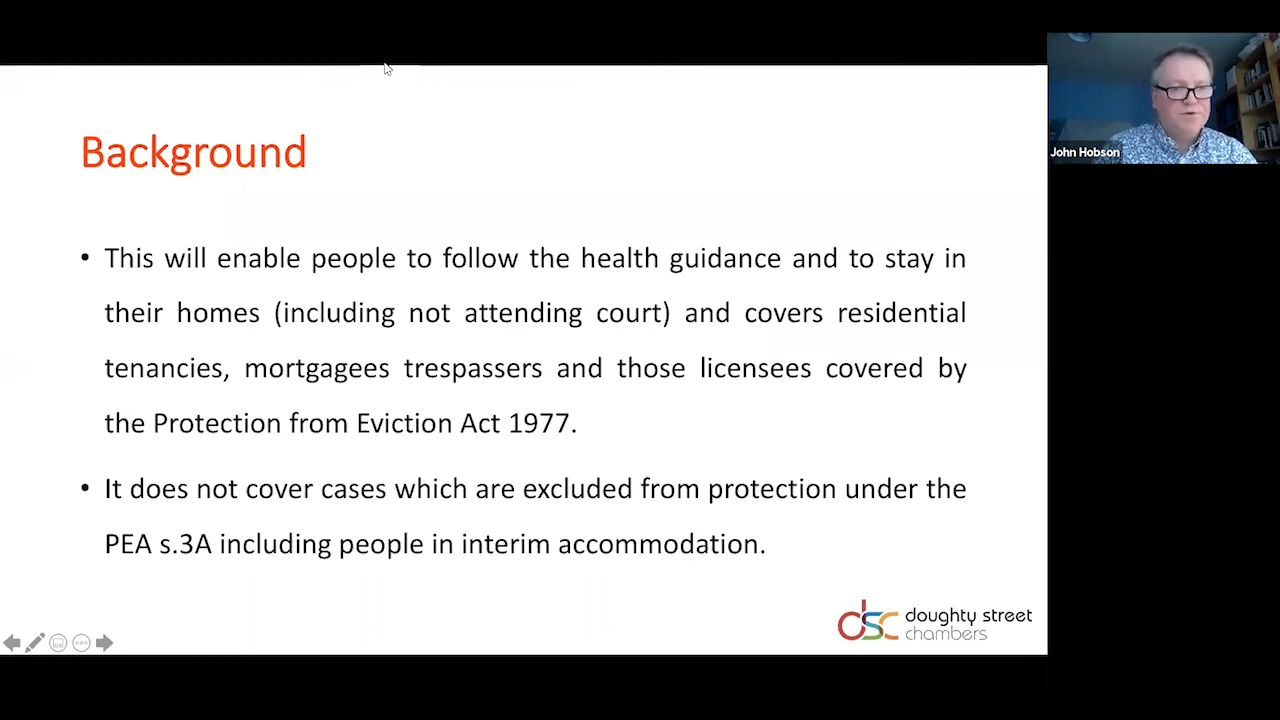 John Hobson
Background
• This will enable people to follow the health guidance and to stay in
their homes (including not attending court) and covers residential
tenancies, mortgagees trespassers and those licensees covered by
the Protection from Eviction Act 1977.
• It does not cover cases which are excluded from protection under the
PEA s.3A including people in interim accommodation.
dsc doughty street
chambers